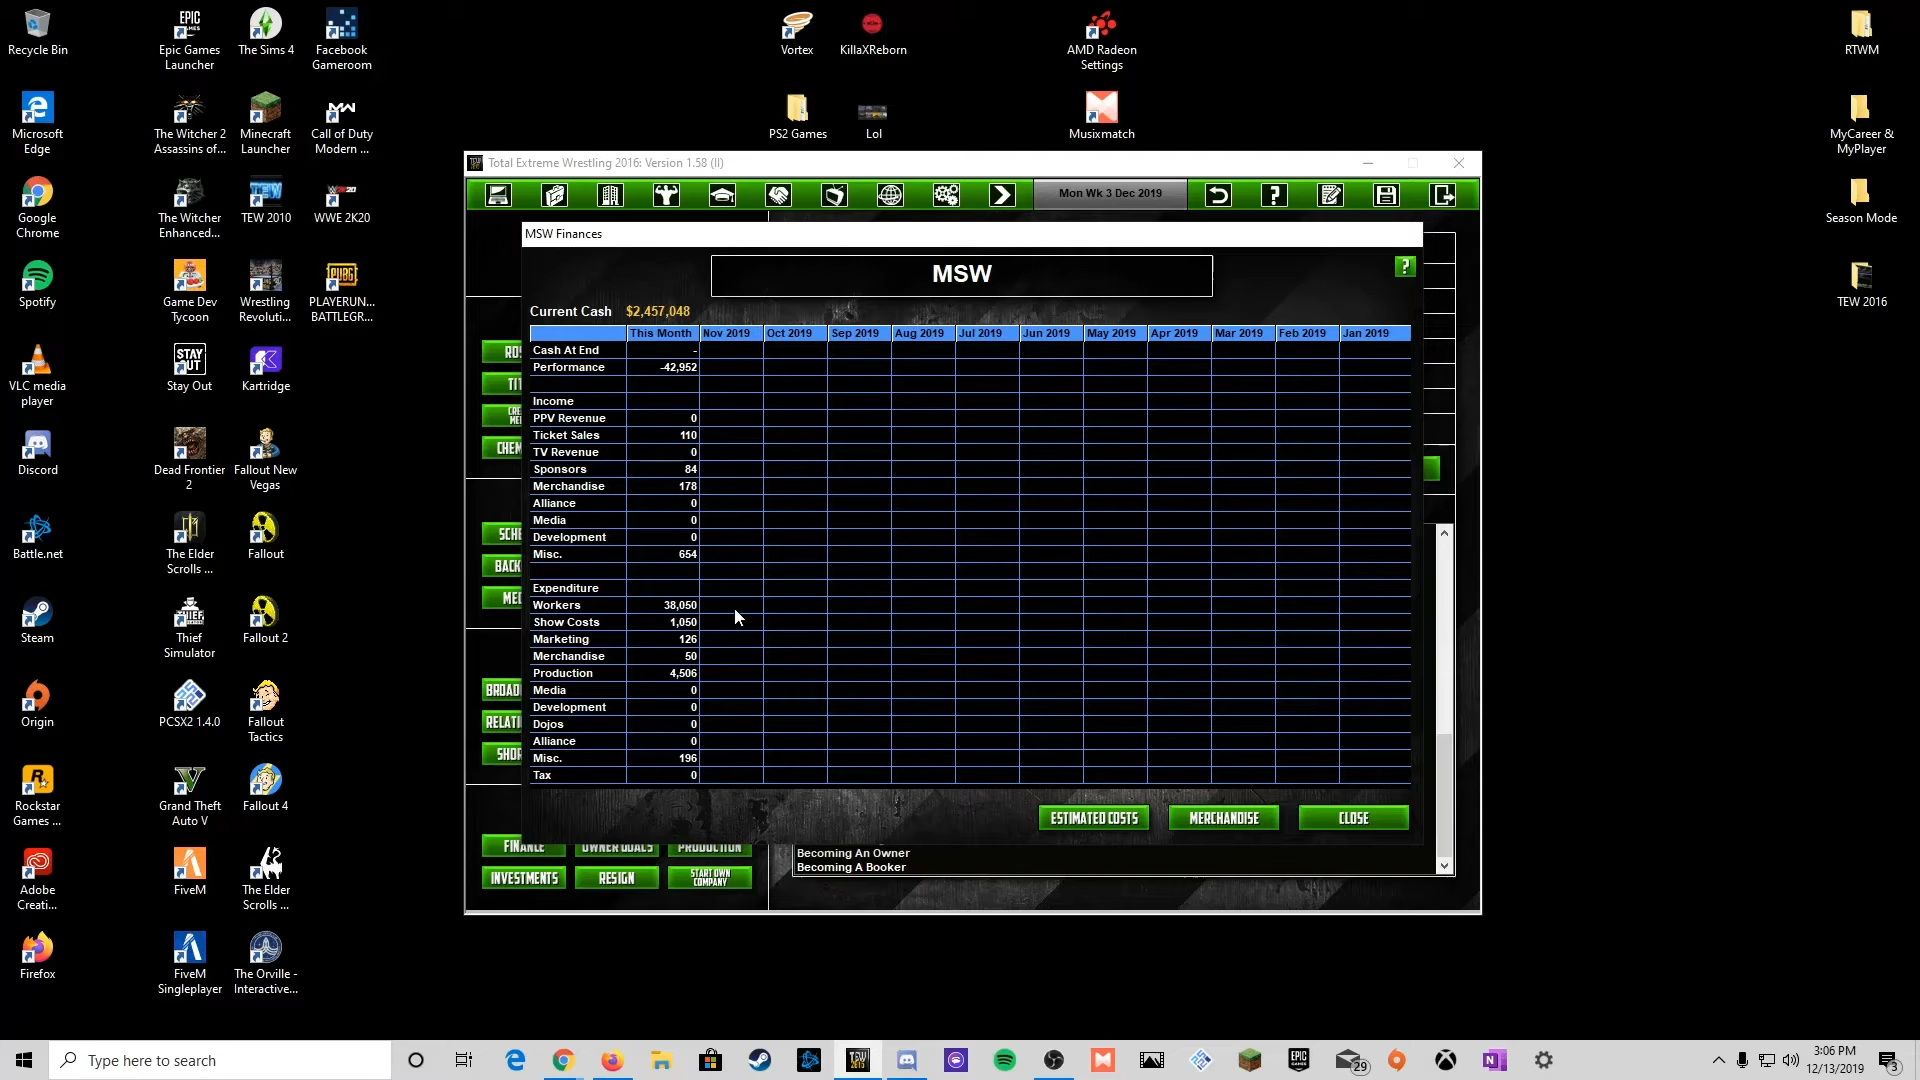 Recycle Bin
Epic Games
Launcher
The Sims 4
Facebook
Gameroom
Vortex
KillaXReborn
AMD Radeon
Settings
RTWM
Microsoft
Edge
The Witcher 2
Assassins of...
Minecraft
Launcher
Call of Duty
Modern ...
PS2 Games
Lol
Musixmatch
MyCareer &
MyPlayer
Google
Chrome
The Witcher
Enhanced...
TEW 2010
WWE 2K20
Season Mode
Spotify
Game Dev
Tycoon
Wrestling
Revoluti...
PLAYERUN...
BATTLEGR...
TEW 2016
VLC media
player
Stay Out
Kartridge
Discord
Dead Frontier
2
Fallout New
Vegas
Battle.net
The Elder
Scrolls ...
Fallout
Steam
Thief
Simulator
Fallout 2
Origin
PCSX2 1.4.0
Fallout
Tactics
Rockstar
Games ...
Grand Theft
Auto V
Fallout 4
Adobe
Creati...
FiveM
The Elder
Scrolls ...
Firefox
FiveM
Singleplayer
The Orville -
Interactive...
Total Extreme Wrestling 2016: Version 1.58 (II)
Mon Wk 3 Dec 2019
MSW Finances
MSW
Current Cash $2,457,048
This Month Nov 2019 Oct 2019 Sep 2019 Aug 2019 Jul 2019 Jun 2019 May 2019 Apr 2019 Mar 2019 Feb 2019 Jan 2019
Cash At End -
Performance -42,952
Income
PPV Revenue 0
Ticket Sales 110
TV Revenue 0
Sponsors 84
Merchandise 178
Alliance 0
Media 0
Development 0
Misc. 654
Expenditure
Workers 38,050
Show Costs 1,050
Marketing 126
Merchandise 50
Production 4,506
Media 0
Development 0
Dojos 0
Alliance 0
Misc. 196
Tax 0
ESTIMATED COSTS MERCHANDISE CLOSE
FINANCE OWNER GOALS PRODUCTION
INVESTMENTS RESIGN START OWN
COMPANY
Becoming An Owner
Becoming A Booker
Type here to search
29
3:06 PM
12/13/2019
3